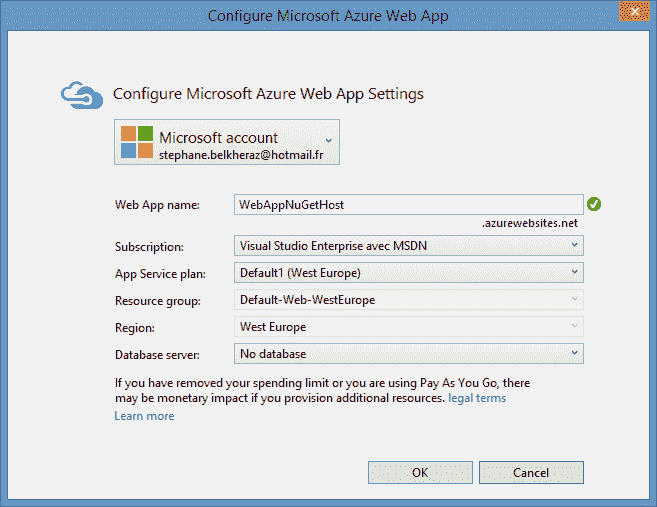 Configure Microsoft Azure Web App
Configure Microsoft Azure Web App Settings
Microsoft account
stephane.belkheraz@hotmail.fr
Web App name: WebAppNuGetHost
.azurewebsites.net
Subscription: Visual Studio Enterprise avec MSDN
App Service plan: Default1 (West Europe)
Resource group: Default-Web-WestEurope
Region: West Europe
Database server: No database
If you have removed your spending limit or you are using Pay As You Go, there
may be monetary impact if you provision additional resources. legal terms
Learn more
OK Cancel